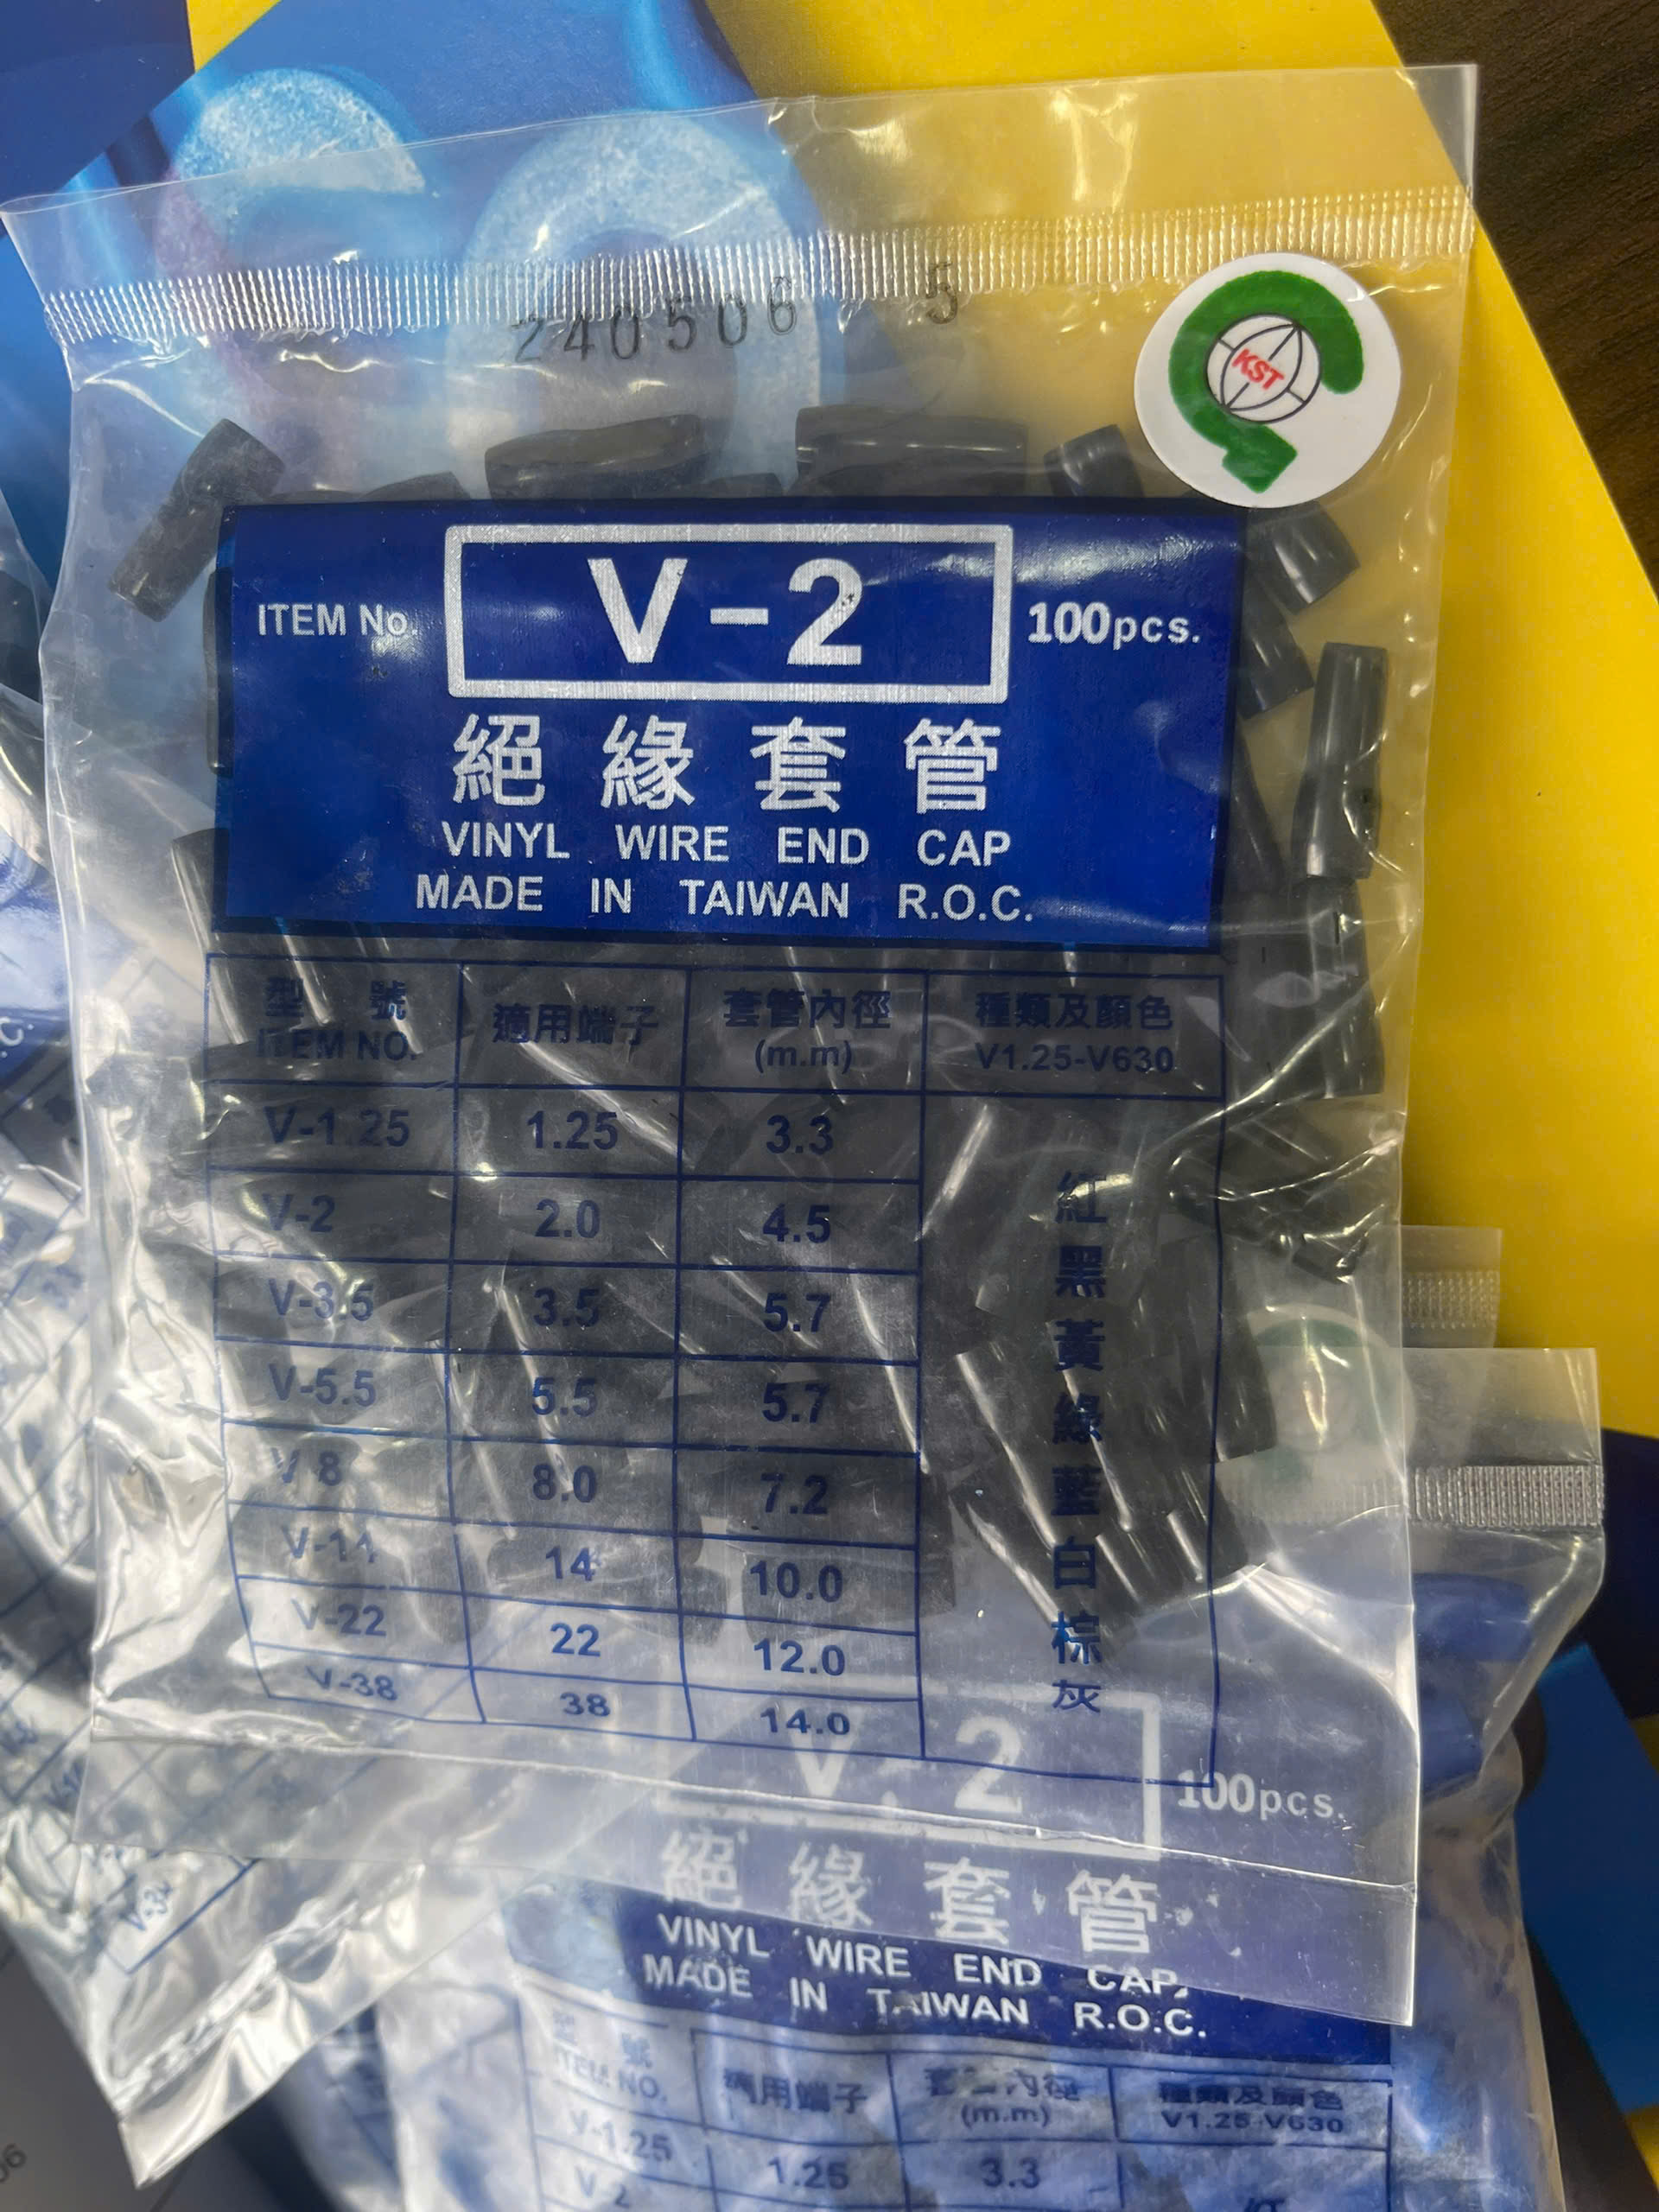 240506 5
KST
ITEM No. V-2 100pcs.
絕緣套管
VINYL WIRE END CAP
MADE IN TAIWAN R.O.C.
型號 適用端子 套管內徑 種類及顏色
ITEM NO. (m.m) V1.25-V630
V-1.25 1.25 3.3
V-2 2.0 4.5
V-3.5 3.5 5.7
V-5.5 5.5 5.7
V-8 8.0 7.2
V-14 14 10.0
V-22 22 12.0
V-38 38 14.0
紅
黑
黃
綠
藍
白
棕
灰
V-2 100pcs.
絕緣套管
VINYL WIRE END CAP
MADE IN TAIWAN R.O.C.
型號 適用端子 套管內徑 種類及顏色
ITEM NO. (m.m) V1.25-V630
V-1.25 1.25 3.3
V-2